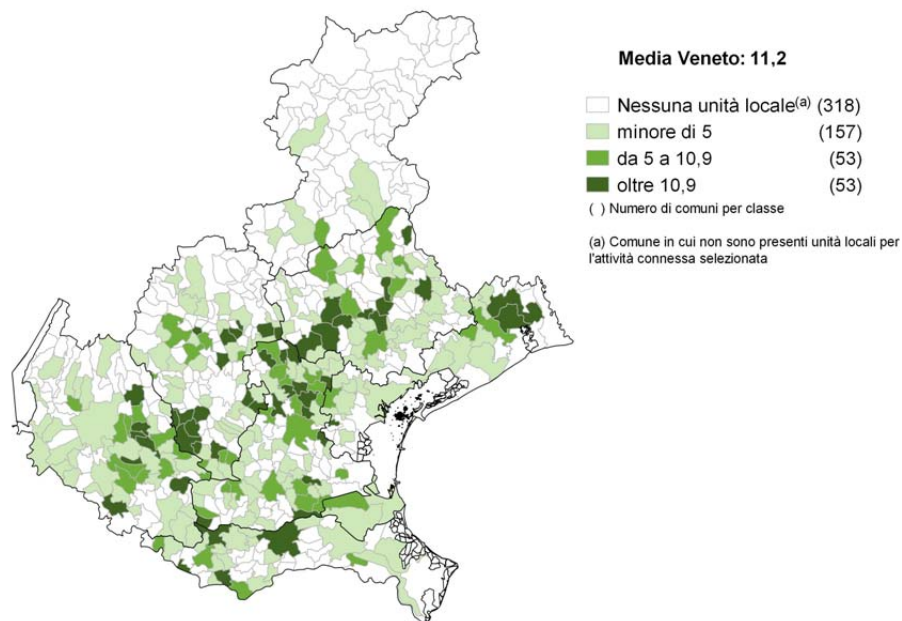 Media Veneto: 11,2
Nessuna unità locale(a) (318)
minore di 5 (157)
da 5 a 10,9 (53)
oltre 10,9 (53)
( ) Numero di comuni per classe
(a) Comune in cui non sono presenti unità locali per
l'attività connessa selezionata